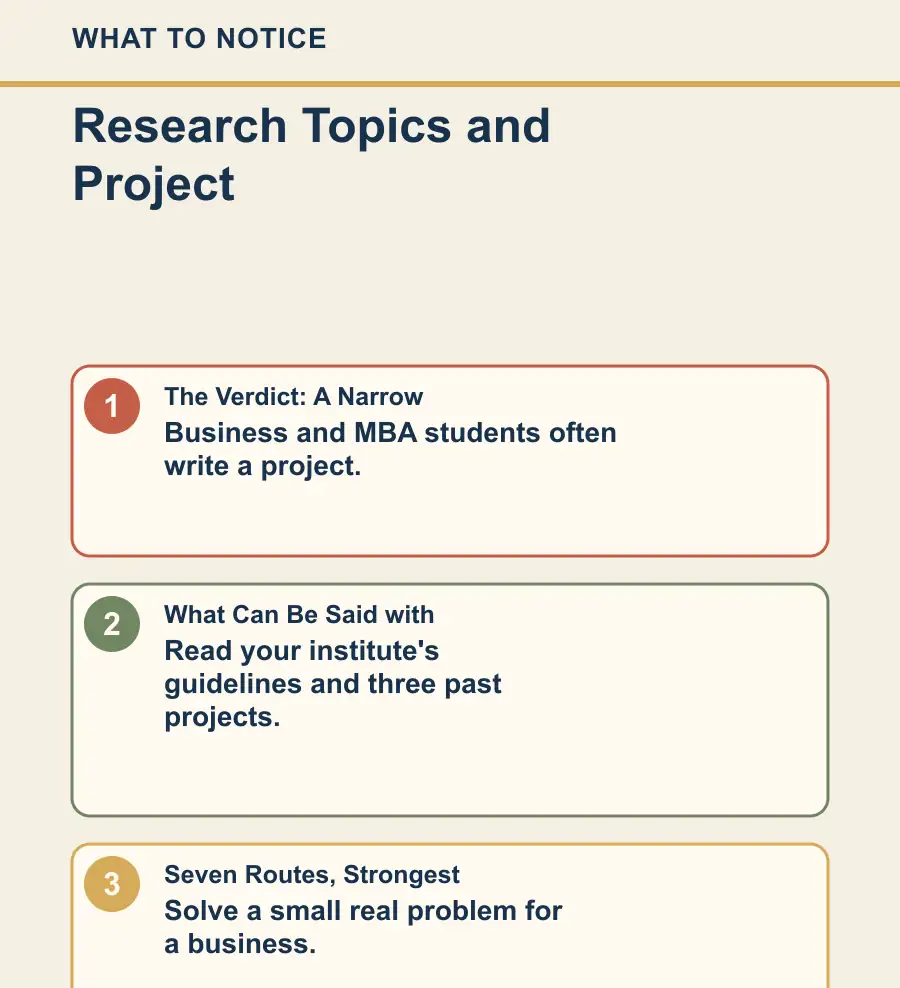 WHAT TO NOTICE
Research Topics and
Project
1
The Verdict: A Narrow
Business and MBA students often
write a project.
2
What Can Be Said with
Read your institute's
guidelines and three past
projects.
3
Seven Routes, Strongest
Solve a small real problem for
a business.